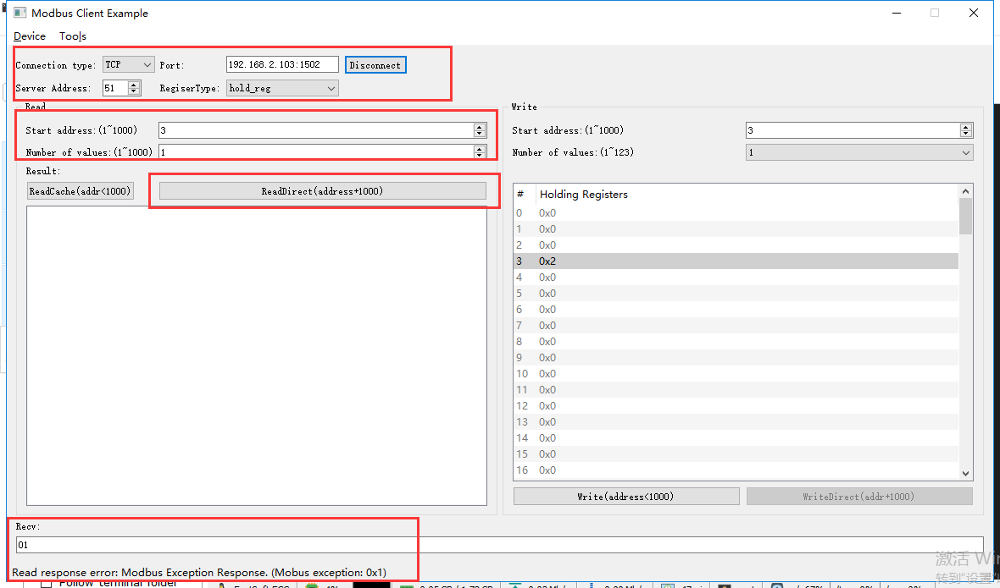 Modbus Client Example
Device Tools
Connection type: TCP Port: 192.168.2.103:1502 Disconnect
Server Address: 51 RegiserType: hold_reg
Read
Start address:(1~1000) 3
Number of values:(1~1000) 1
Result:
ReadCache(addr<1000) ReadDirect(address+1000)
Write
Start address:(1~1000) 3
Number of values:(1~123) 1
# Holding Registers
0 0x0
1 0x0
2 0x0
3 0x2
4 0x0
5 0x0
6 0x0
7 0x0
8 0x0
9 0x0
10 0x0
11 0x0
12 0x0
13 0x0
14 0x0
15 0x0
16 0x0
Write(address<1000) WriteDirect(addr+1000)
Recv:
01
Read response error: Modbus Exception Response. (Mobus exception: 0x1)
激活 Win
转到"设置"
Follow terminal folder